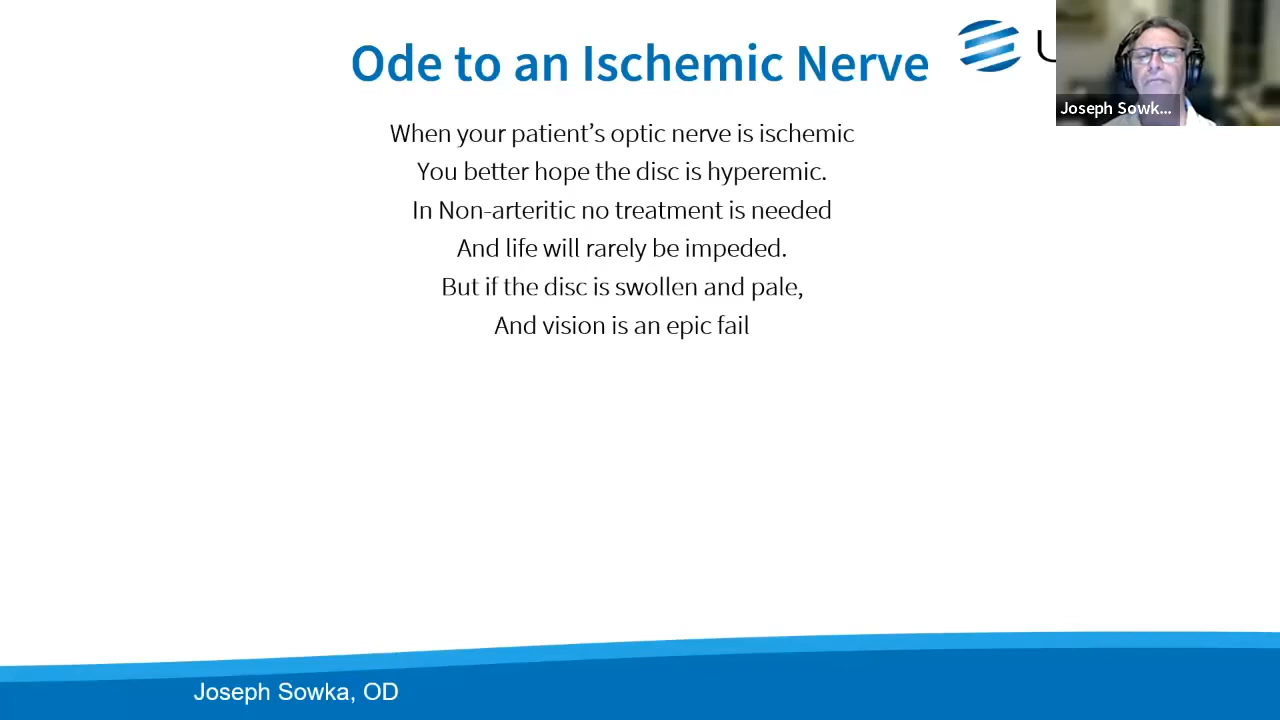 Ode to an Ischemic Nerve
U
Joseph Sowk...
When your patient’s optic nerve is ischemic
You better hope the disc is hyperemic.
In Non-arteritic no treatment is needed
And life will rarely be impeded.
But if the disc is swollen and pale,
And vision is an epic fail
Joseph Sowka, OD